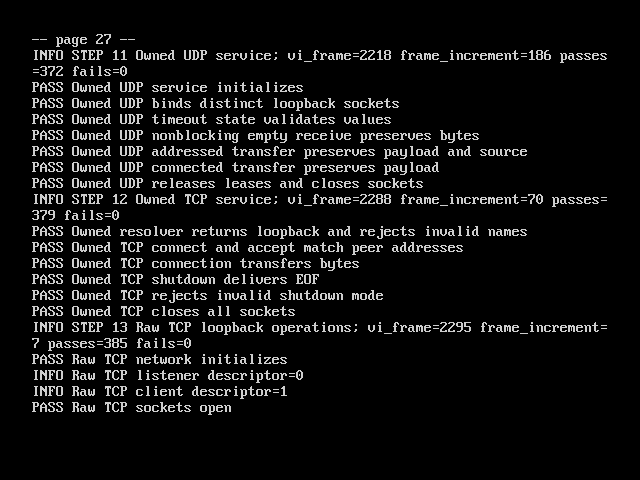 -- page 27 --
INFO STEP 11 Owned UDP service; vi_frame=2218 frame_increment=186 passes
=372 fails=0
PASS Owned UDP service initializes
PASS Owned UDP binds distinct loopback sockets
PASS Owned UDP timeout state validates values
PASS Owned UDP nonblocking empty receive preserves bytes
PASS Owned UDP addressed transfer preserves payload and source
PASS Owned UDP connected transfer preserves payload
PASS Owned UDP releases leases and closes sockets
INFO STEP 12 Owned TCP service; vi_frame=2288 frame_increment=70 passes=
379 fails=0
PASS Owned resolver returns loopback and rejects invalid names
PASS Owned TCP connect and accept match peer addresses
PASS Owned TCP connection transfers bytes
PASS Owned TCP shutdown delivers EOF
PASS Owned TCP rejects invalid shutdown mode
PASS Owned TCP closes all sockets
INFO STEP 13 Raw TCP loopback operations; vi_frame=2295 frame_increment=
7 passes=385 fails=0
PASS Raw TCP network initializes
INFO Raw TCP listener descriptor=0
INFO Raw TCP client descriptor=1
PASS Raw TCP sockets open